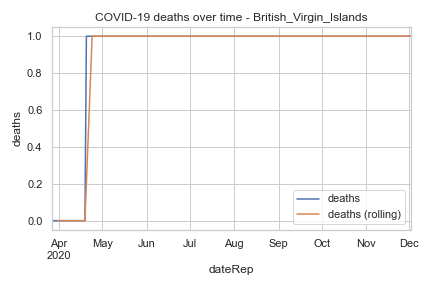 COVID-19 deaths over time - British_Virgin_Islands
deaths
1.0
0.8
0.6
0.4
0.2
0.0
deaths
deaths (rolling)
Apr May Jun Jul Aug Sep Oct Nov Dec
2020
dateRep